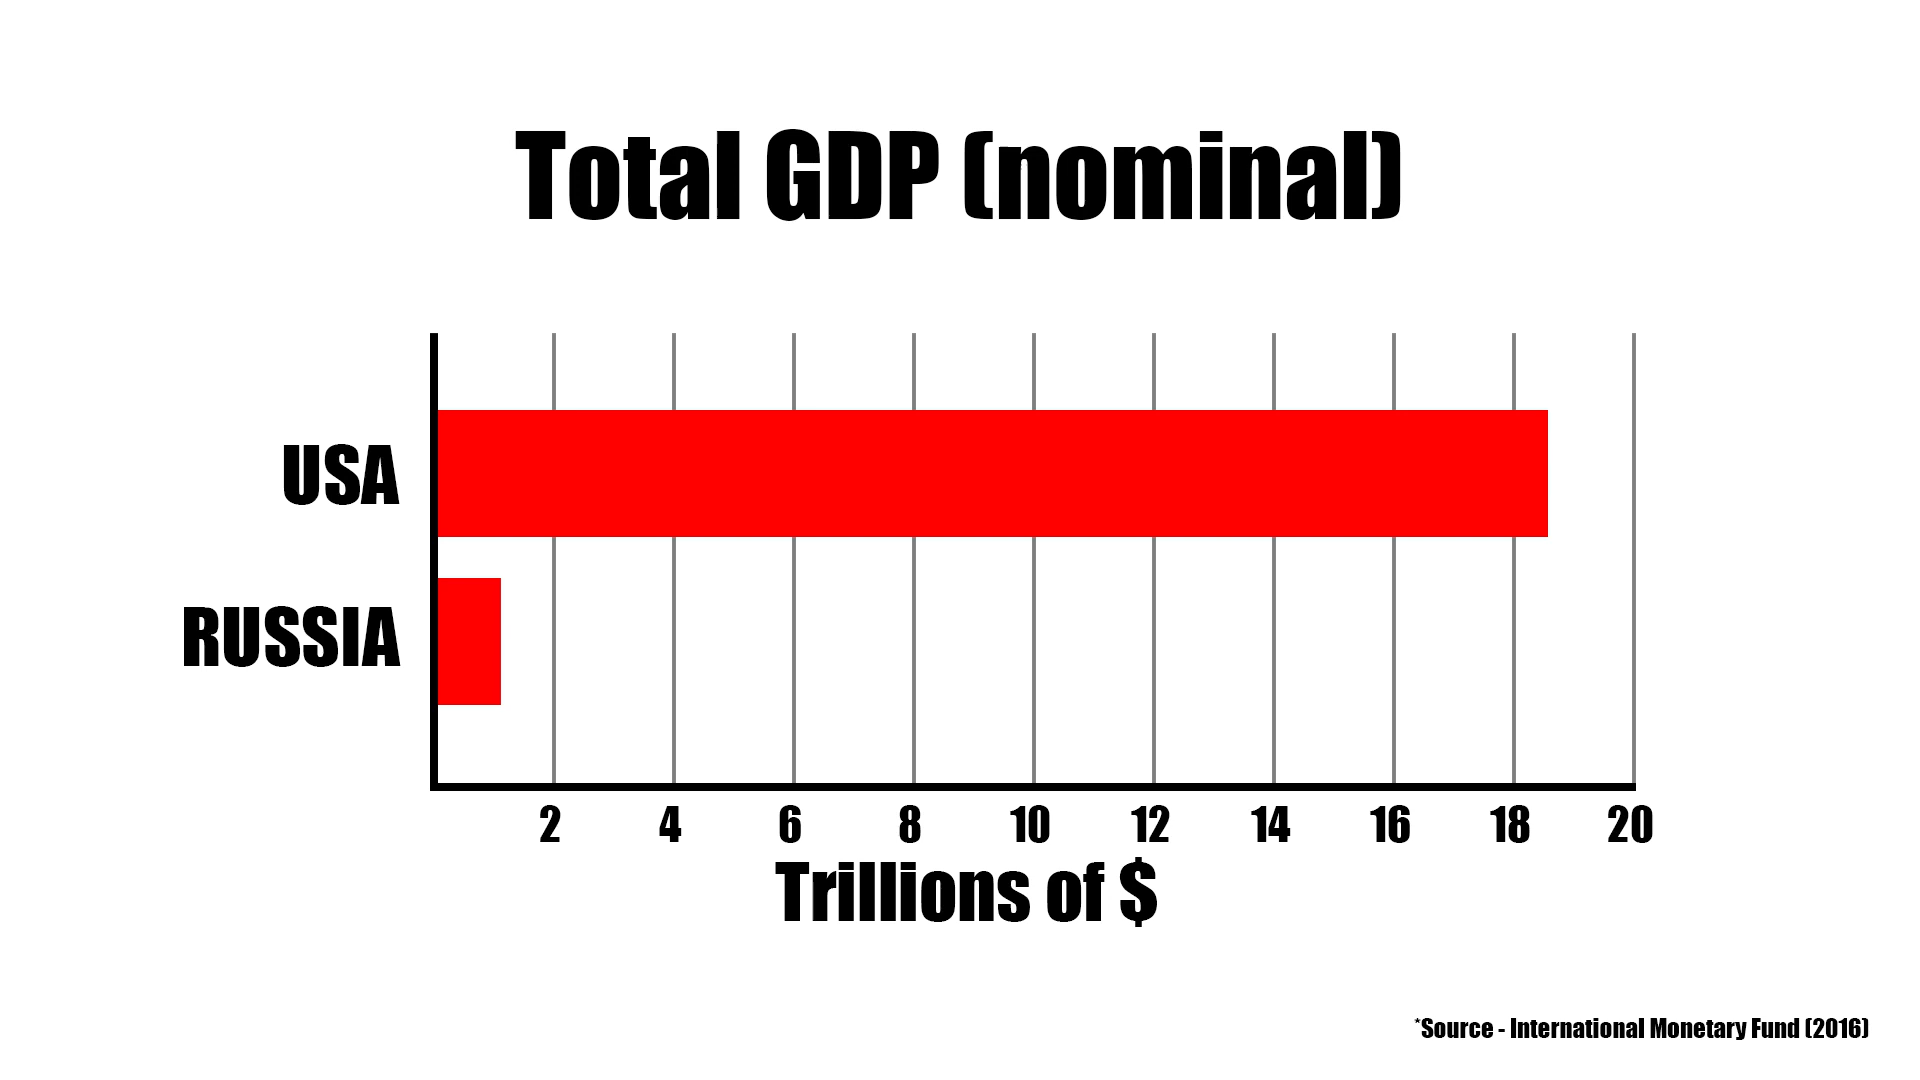 Total GDP (nominal)
USA
RUSSIA
2 4 6 8 10 12 14 16 18 20
Trillions of $
*Source - International Monetary Fund (2016)